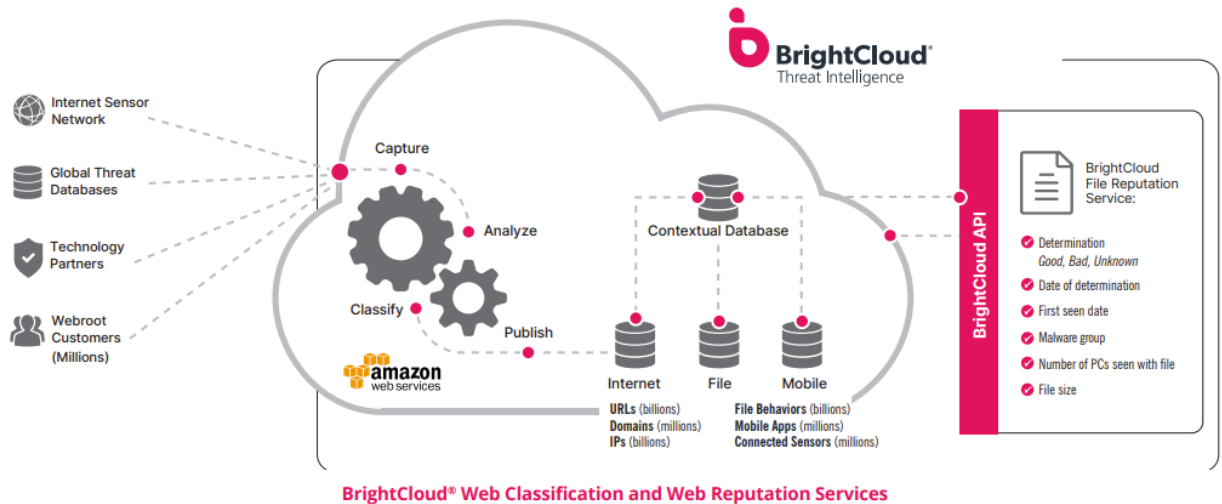 BrightCloud®
Threat Intelligence
Internet Sensor
Network
Global Threat
Databases
Technology
Partners
Webroot
Customers
(Millions)
Capture
Analyze
Classify
Publish
amazon
web services
Contextual Database
Internet
File
Mobile
URLs (billions)
Domains (millions)
IPs (billions)
File Behaviors (billions)
Mobile Apps (millions)
Connected Sensors (millions)
BrightCloud API
BrightCloud
File Reputation
Service:
Determination
Good, Bad, Unknown
Date of determination
First seen date
Malware group
Number of PCs seen with file
File size
BrightCloud® Web Classification and Web Reputation Services